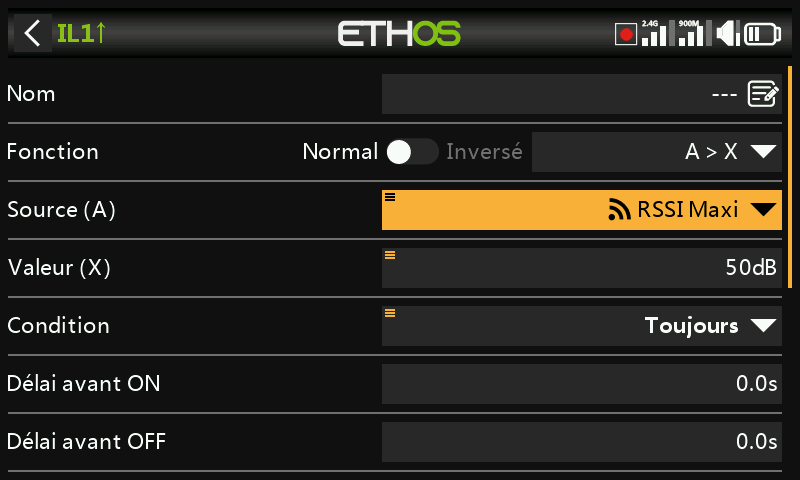 IL1↑ ETHOS 2.4G 900M
Nom ---
Fonction Normal Inversé A > X
Source (A) RSSI Maxi
Valeur (X) 50dB
Condition Toujours
Délai avant ON 0.0s
Délai avant OFF 0.0s